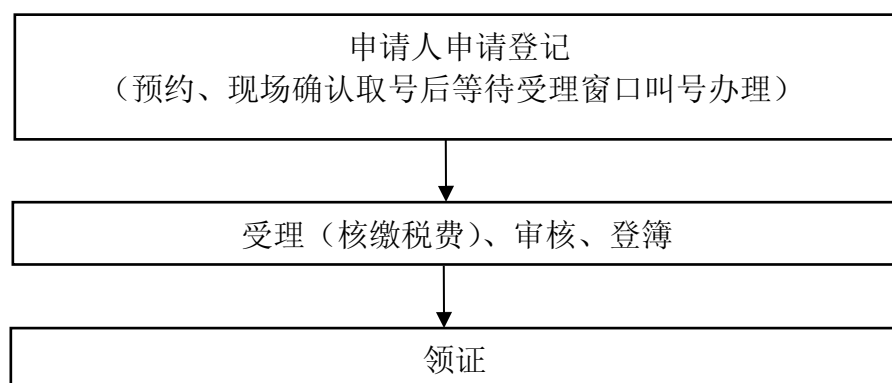 申请人申请登记
（预约、现场确认取号后等待受理窗口叫号办理）
受理（核缴税费）、审核、登簿
领证